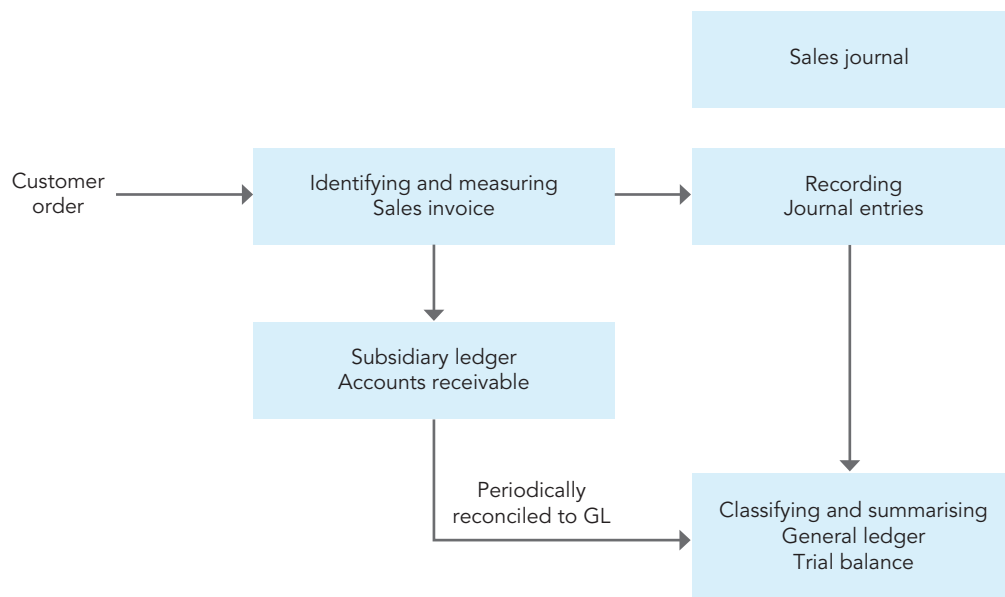 Sales journal
Customer
order
Identifying and measuring
Sales invoice
Recording
Journal entries
Subsidiary ledger
Accounts receivable
Periodically
reconciled to GL
Classifying and summarising
General ledger
Trial balance